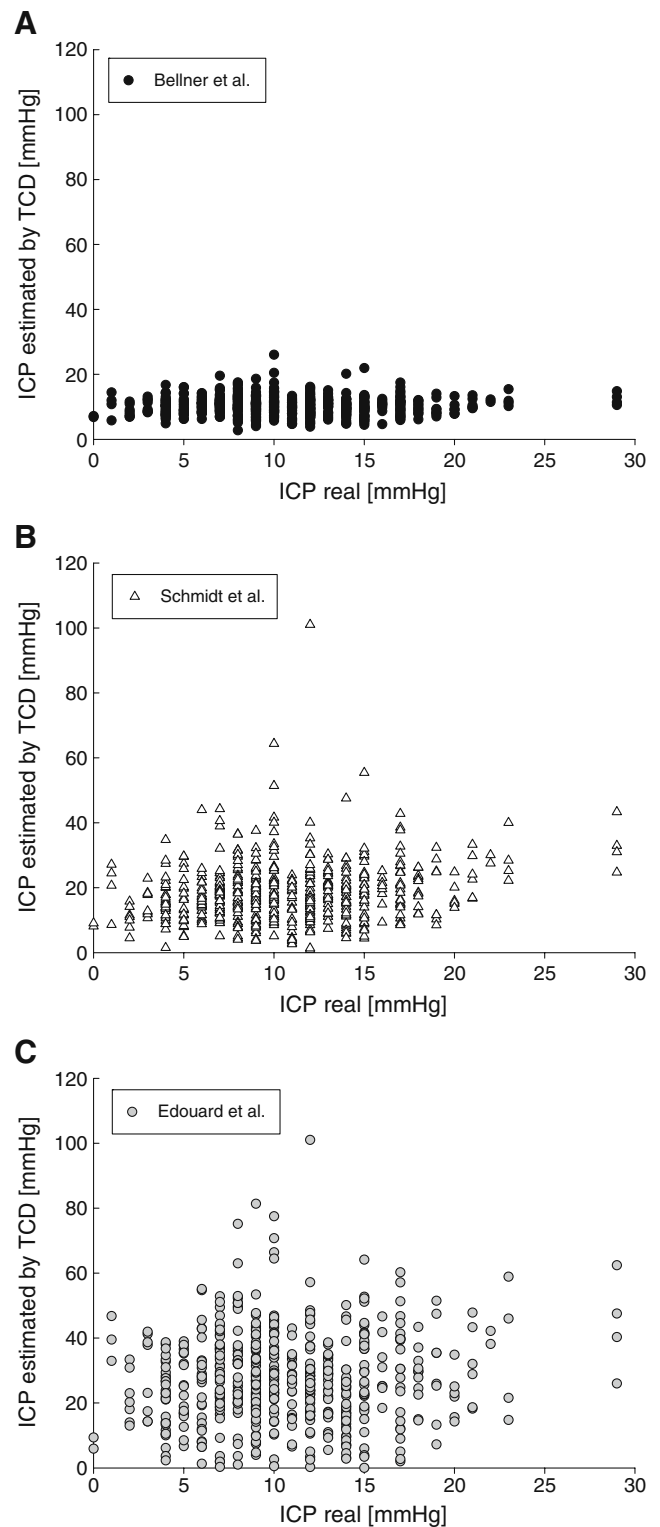 A
120
100
80
60
40
20
0
ICP estimated by TCD [mmHg]
Bellner et al.
0 5 10 15 20 25 30
ICP real [mmHg]
B
120
100
80
60
40
20
0
ICP estimated by TCD [mmHg]
Schmidt et al.
0 5 10 15 20 25 30
ICP real [mmHg]
C
120
100
80
60
40
20
0
ICP estimated by TCD [mmHg]
Edouard et al.
0 5 10 15 20 25 30
ICP real [mmHg]